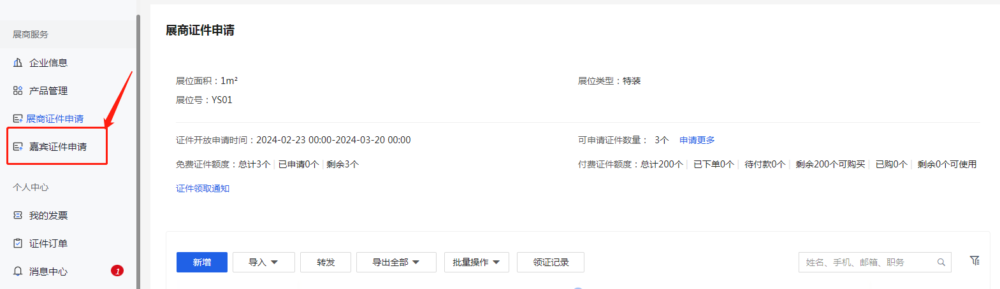 展商服务
企业信息
产品管理
展商证件申请
嘉宾证件申请
个人中心
我的发票
证件订单
消息中心 1
展商证件申请
展位面积：1m² 展位类型：特装
展位号：YS01
证件开放申请时间：2024-02-23 00:00-2024-03-20 00:00 可申请证件数量： 3个 申请更多
免费证件额度：总计3个 | 已申请0个 | 剩余3个 付费证件额度：总计200个 | 已下单0个 | 待付款0个 | 剩余200个可购买 | 已购0个 | 剩余0个可使用
证件领取通知
新增 导入 转发 导出全部 批量操作 领证记录 姓名、手机、邮箱、职务